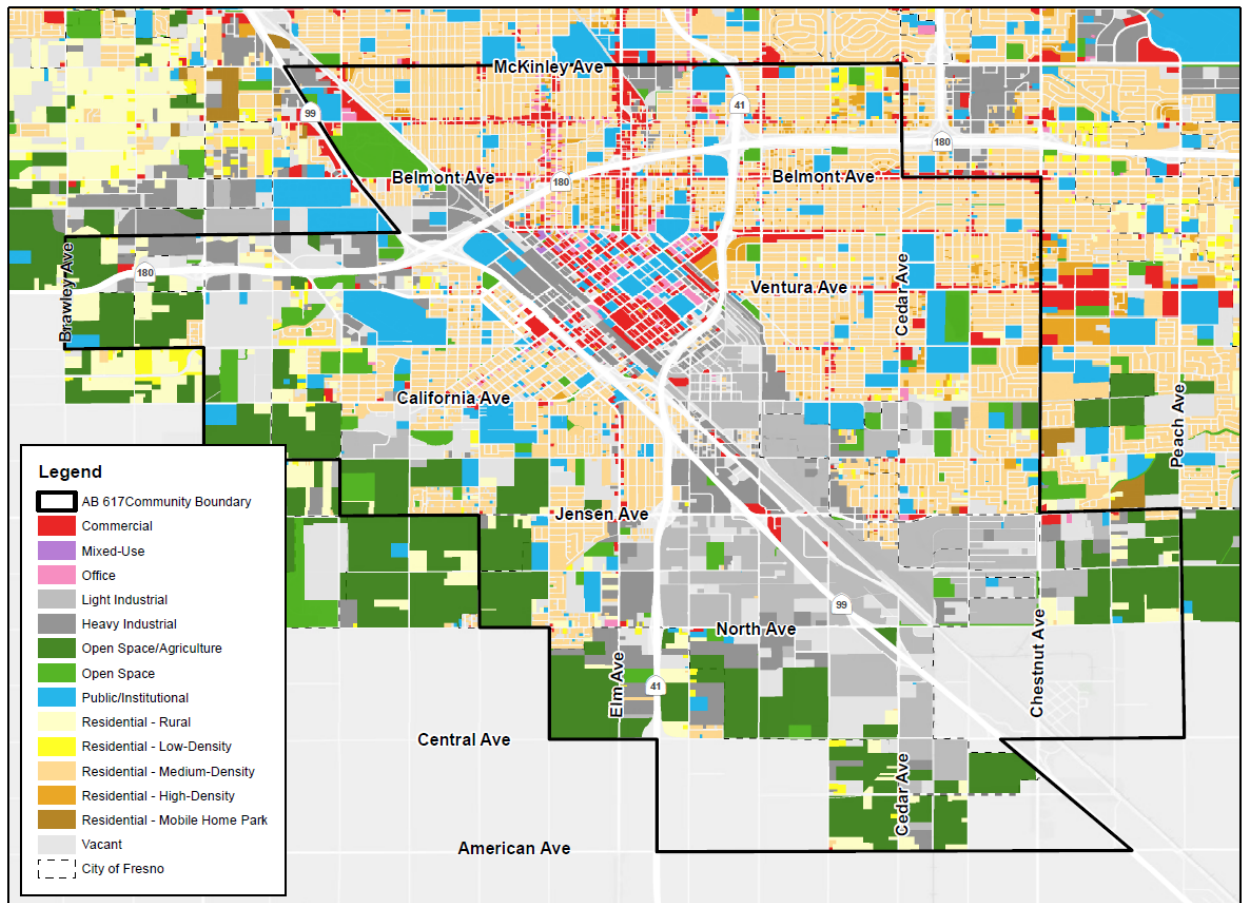 McKinley Ave
99
41
180
Belmont Ave
Belmont Ave
180
Brawley Ave
180
Ventura Ave
Cedar Ave
California Ave
Peach Ave
Legend
AB 617Community Boundary
Commercial
Mixed-Use
Office
Light Industrial
Heavy Industrial
Open Space/Agriculture
Open Space
Public/Institutional
Residential - Rural
Residential - Low-Density
Residential - Medium-Density
Residential - High-Density
Residential - Mobile Home Park
Vacant
City of Fresno
Jensen Ave
99
North Ave
Chestnut Ave
Elm Ave
41
Central Ave
Cedar Ave
American Ave